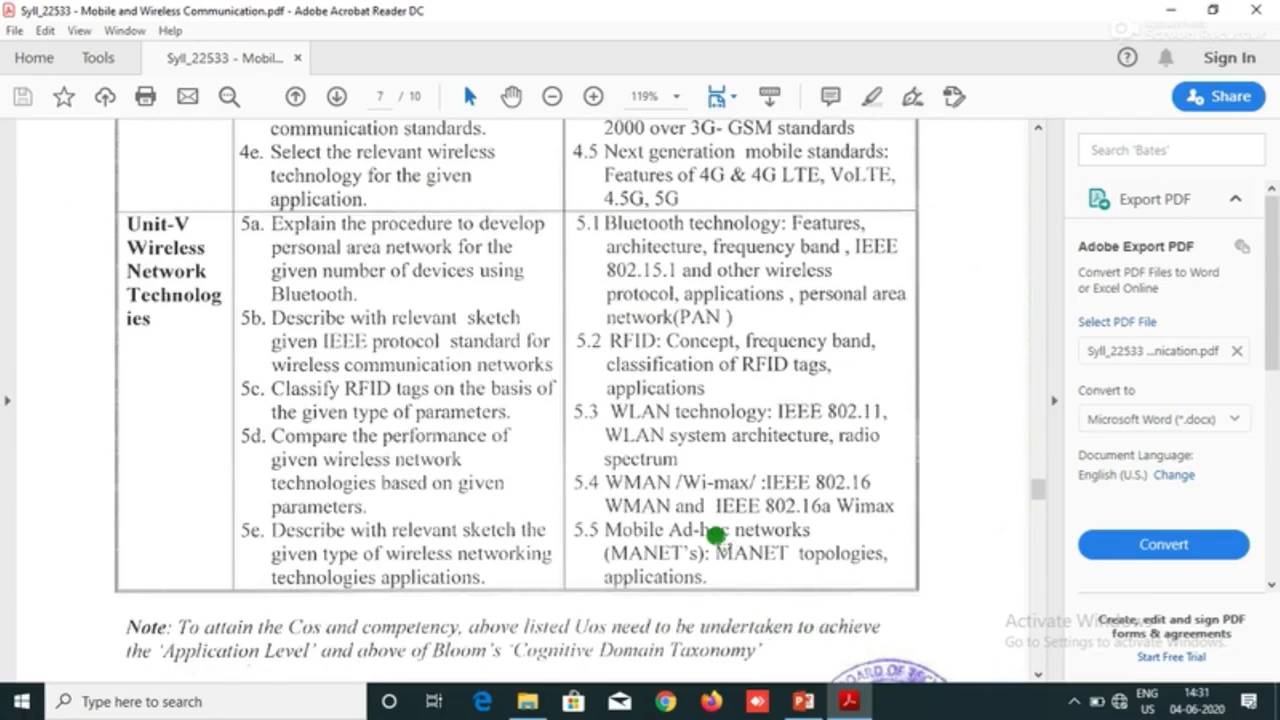 Syll_22533 - Mobile and Wireless Communication.pdf - Adobe Acrobat Reader DC
File Edit View Window Help
Home Tools Syll_22533 - Mobil... × Sign In
7 / 10 119% Share
communication standards.
4e. Select the relevant wireless
technology for the given
application.
2000 over 3G- GSM standards
4.5 Next generation mobile standards:
Features of 4G & 4G LTE, VoLTE,
4.5G, 5G
Unit-V
Wireless
Network
Technolog
ies
5a. Explain the procedure to develop
personal area network for the
given number of devices using
Bluetooth.
5b. Describe with relevant sketch
given IEEE protocol standard for
wireless communication networks
5c. Classify RFID tags on the basis of
the given type of parameters.
5d. Compare the performance of
given wireless network
technologies based on given
parameters.
5e. Describe with relevant sketch the
given type of wireless networking
technologies applications.
5.1 Bluetooth technology: Features,
architecture, frequency band , IEEE
802.15.1 and other wireless
protocol, applications , personal area
network(PAN )
5.2 RFID: Concept, frequency band,
classification of RFID tags,
applications
5.3 WLAN technology: IEEE 802.11,
WLAN system architecture, radio
spectrum
5.4 WMAN /Wi-max/ :IEEE 802.16
WMAN and IEEE 802.16a Wimax
5.5 Mobile Ad-hoc networks
(MANET's): MANET topologies,
applications.
Note: To attain the Cos and competency, above listed Uos need to be undertaken to achieve
the 'Application Level' and above of Bloom's 'Cognitive Domain Taxonomy'
Search 'Bates'
Export PDF
Adobe Export PDF
Convert PDF Files to Word
or Excel Online
Select PDF File
Syll_22533 ...nication.pdf
Convert to
Microsoft Word (*.docx)
Document Language:
English (U.S.) Change
Convert
Create, edit and sign PDF
forms & agreements
Start Free Trial
Activate Windows
Go to Settings to activate Windows.
Type here to search
ENG
US
14:31
04-06-2020